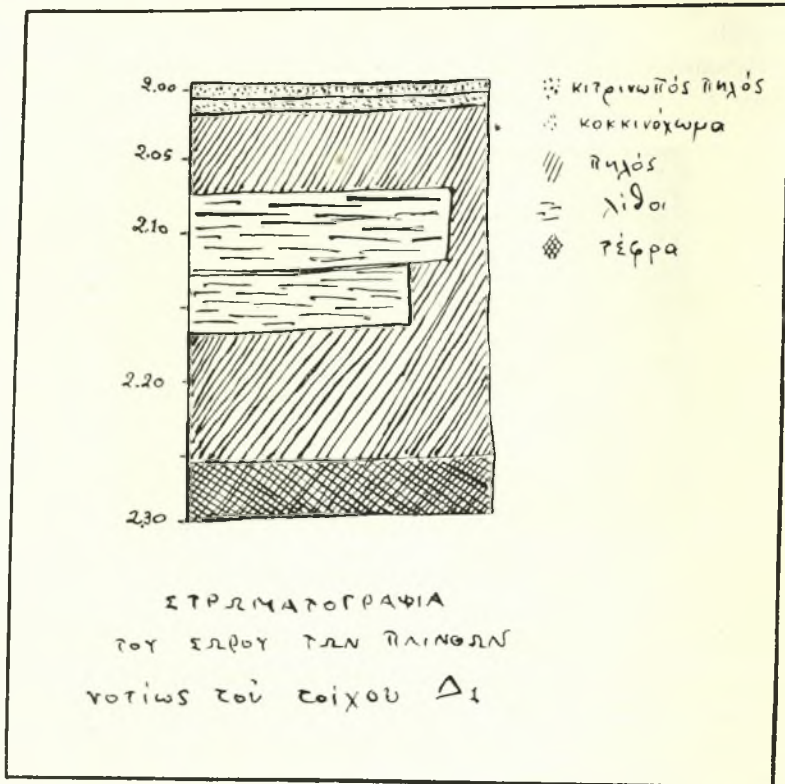 2.00
2.05
2.10
2.20
2.30
κιτρινωπός πηλός
κοκκινόχωμα
πηλός
λίθοι
τέφρα
ΣΤΡΩΜΑΤΟΓΡΑΦΙΑ
ΤΟΥ ΣΩΡΟΥ ΤΩΝ ΠΛΙΝΘΩΝ
νοτίως τοῦ τοίχου Δ1